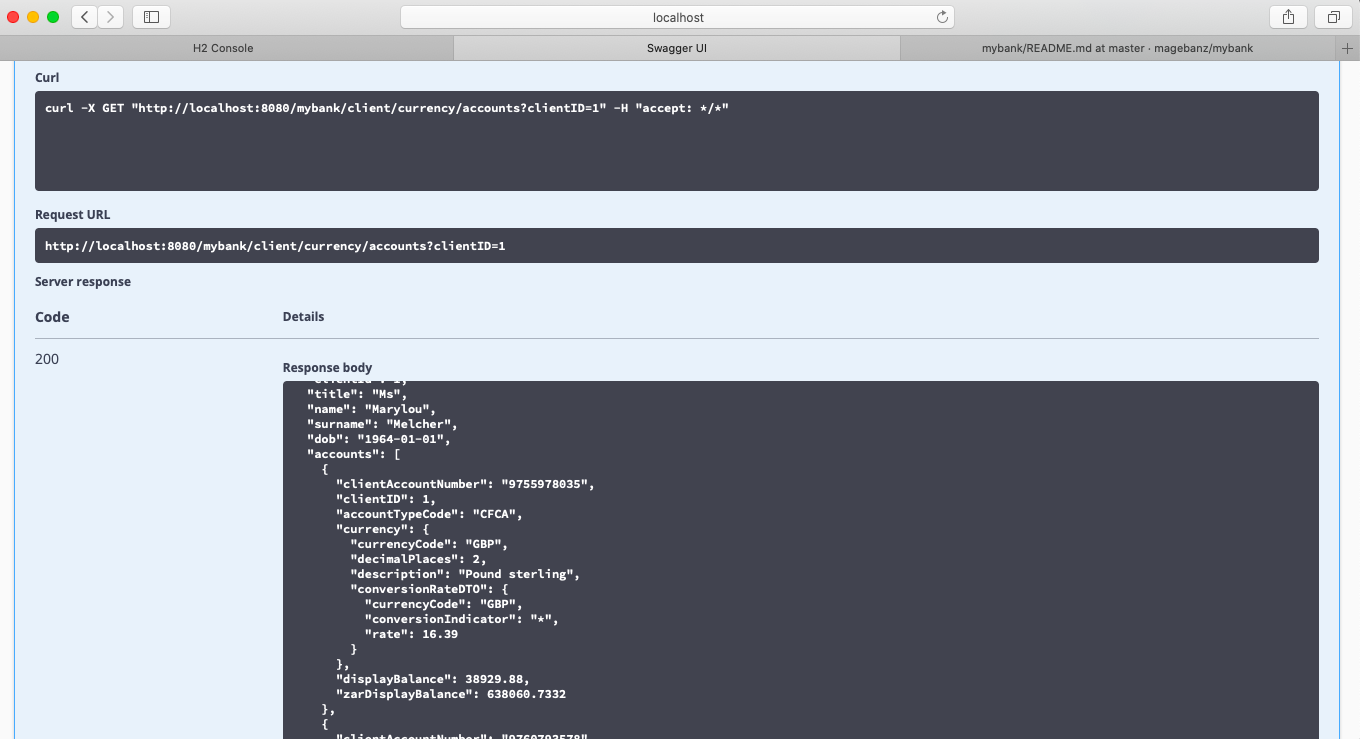 localhost
H2 Console
Swagger UI
mybank/README.md at master · magebanz/mybank
Curl
curl -X GET "http://localhost:8080/mybank/client/currency/accounts?clientID=1" -H "accept: */*"
Request URL
http://localhost:8080/mybank/client/currency/accounts?clientID=1
Server response
Code
Details
200
Response body
"title": "Ms",
"name": "Marylou",
"surname": "Melcher",
"dob": "1964-01-01",
"accounts": [
{
"clientAccountNumber": "9755978035",
"clientID": 1,
"accountTypeCode": "CFCA",
"currency": {
"currencyCode": "GBP",
"decimalPlaces": 2,
"description": "Pound sterling",
"conversionRateDTO": {
"currencyCode": "GBP",
"conversionIndicator": "*",
"rate": 16.39
}
},
"displayBalance": 38929.88,
"zarDisplayBalance": 638060.7332
},
{
"clientAccountNumber":